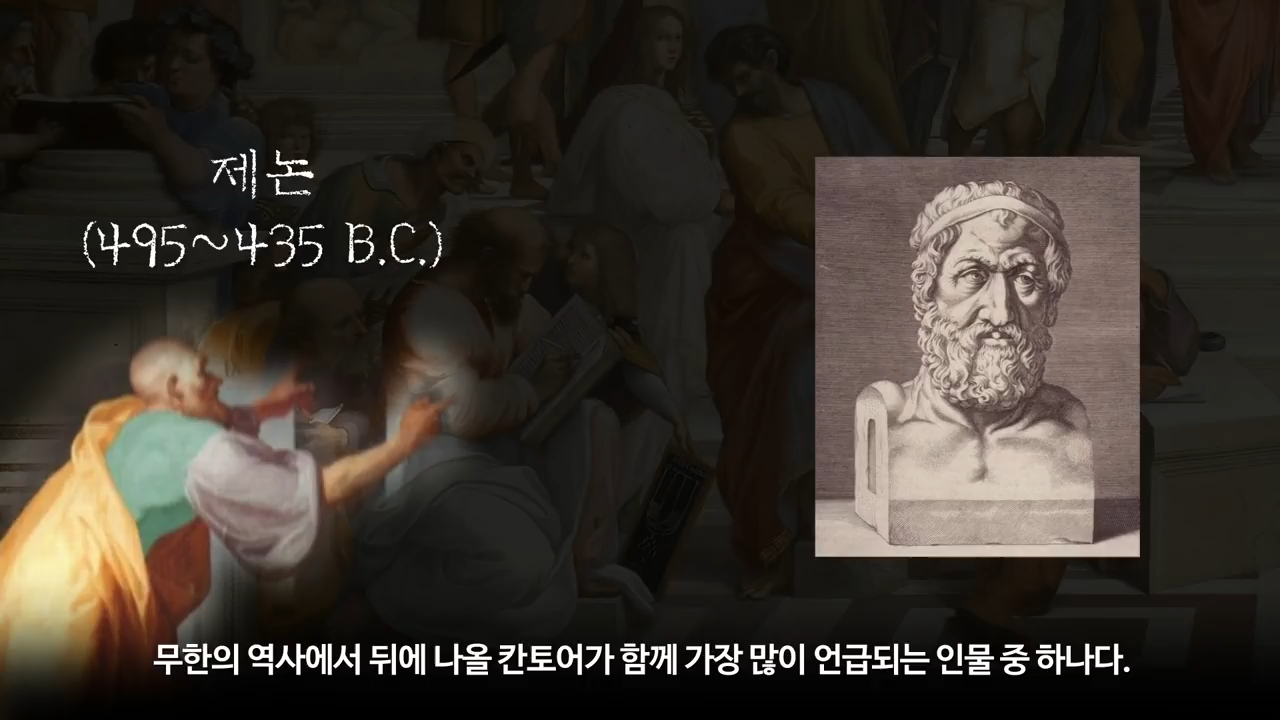 제논
(495~435 B.C.)
무한의 역사에서 뒤에 나올 칸토어가 함께 가장 많이 언급되는 인물 중 하나다.